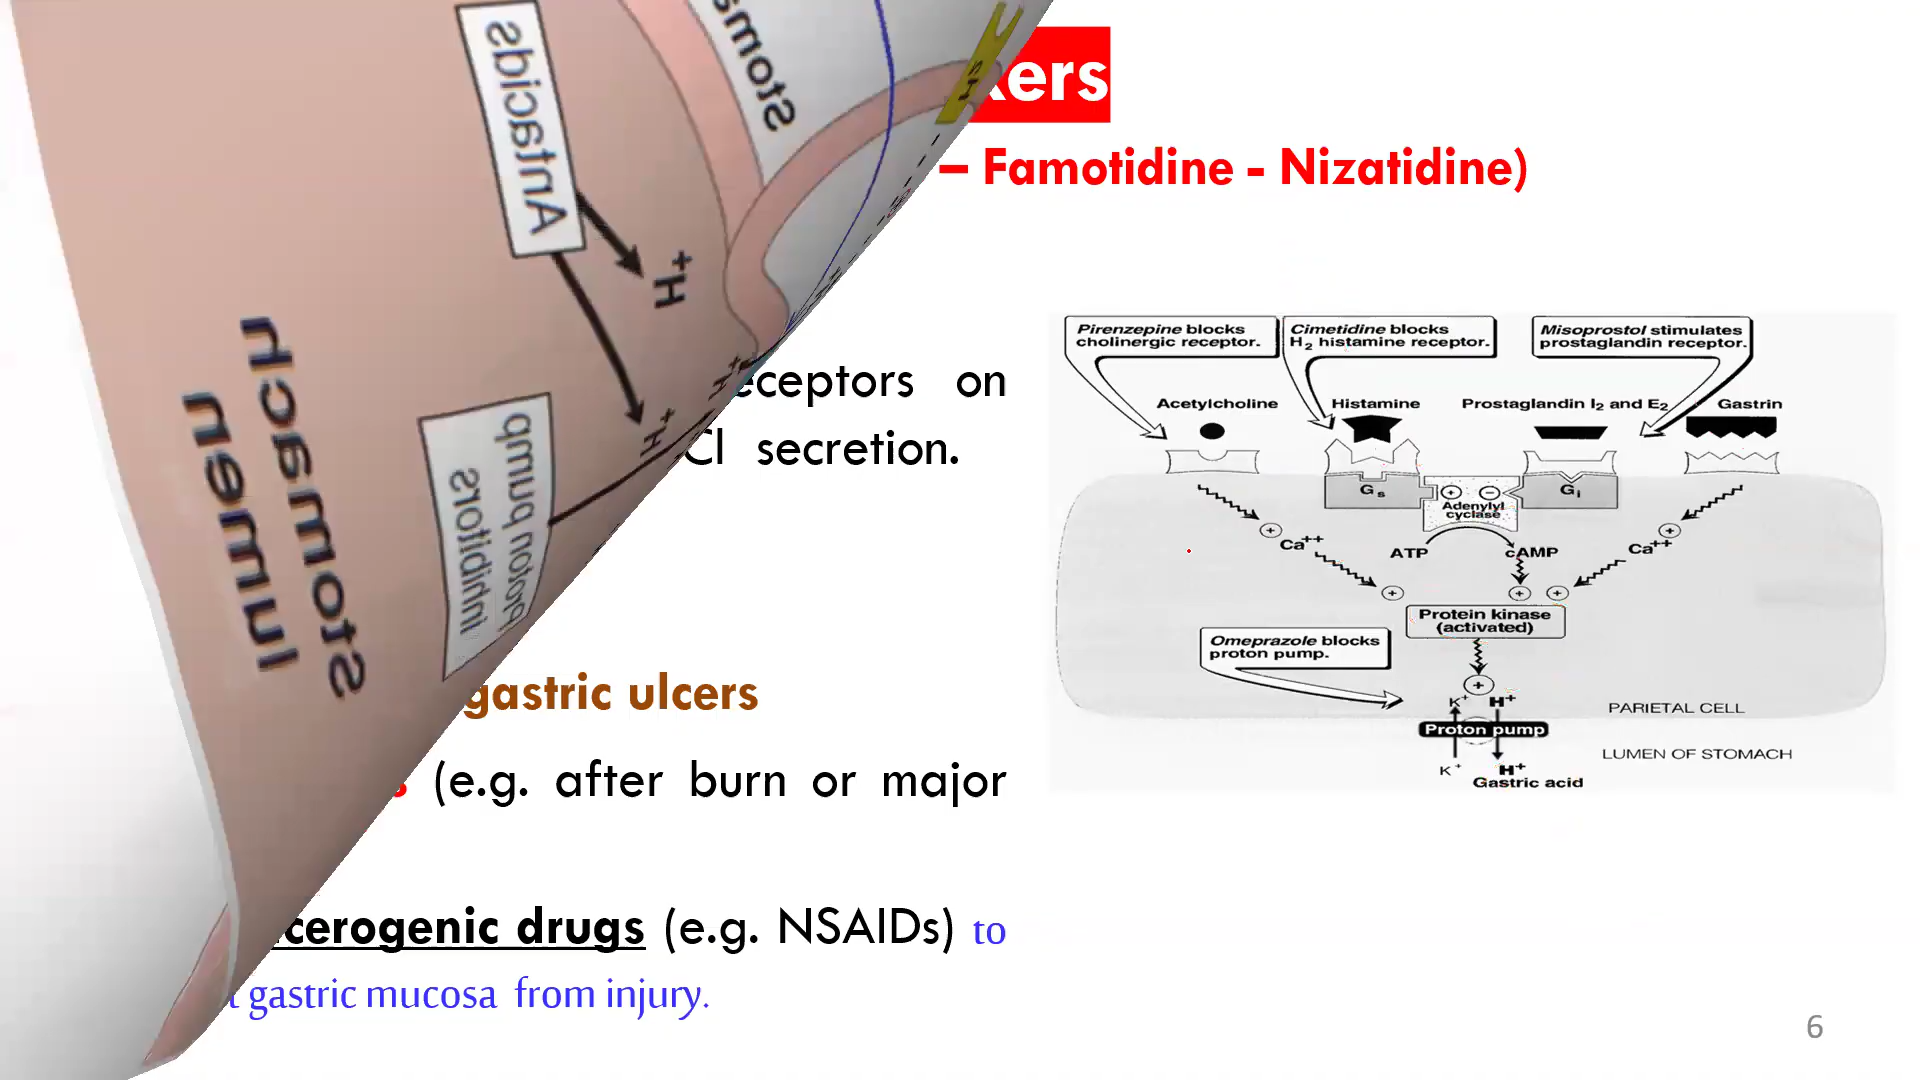 kers
– Famotidine - Nizatidine)
eceptors on
Cl secretion.
gastric ulcers
(e.g. after burn or major
cerogenic drugs (e.g. NSAIDs) to
gastric mucosa from injury.
Pirenzepine blocks
cholinergic receptor.
Cimetidine blocks
H2 histamine receptor.
Misoprostol stimulates
prostaglandin receptor.
Acetylcholine
Histamine
Prostaglandin I2 and E2
Gastrin
Gs
Adenylyl
cyclase
Gi
Ca++
ATP
cAMP
Ca++
Protein kinase
(activated)
Omeprazole blocks
proton pump.
K+ H+
PARIETAL CELL
Proton pump
LUMEN OF STOMACH
K+ H+
Gastric acid
6
Antacids
Stoma
H+
H+
Stomach
lumen
Proton pump
inhibitors